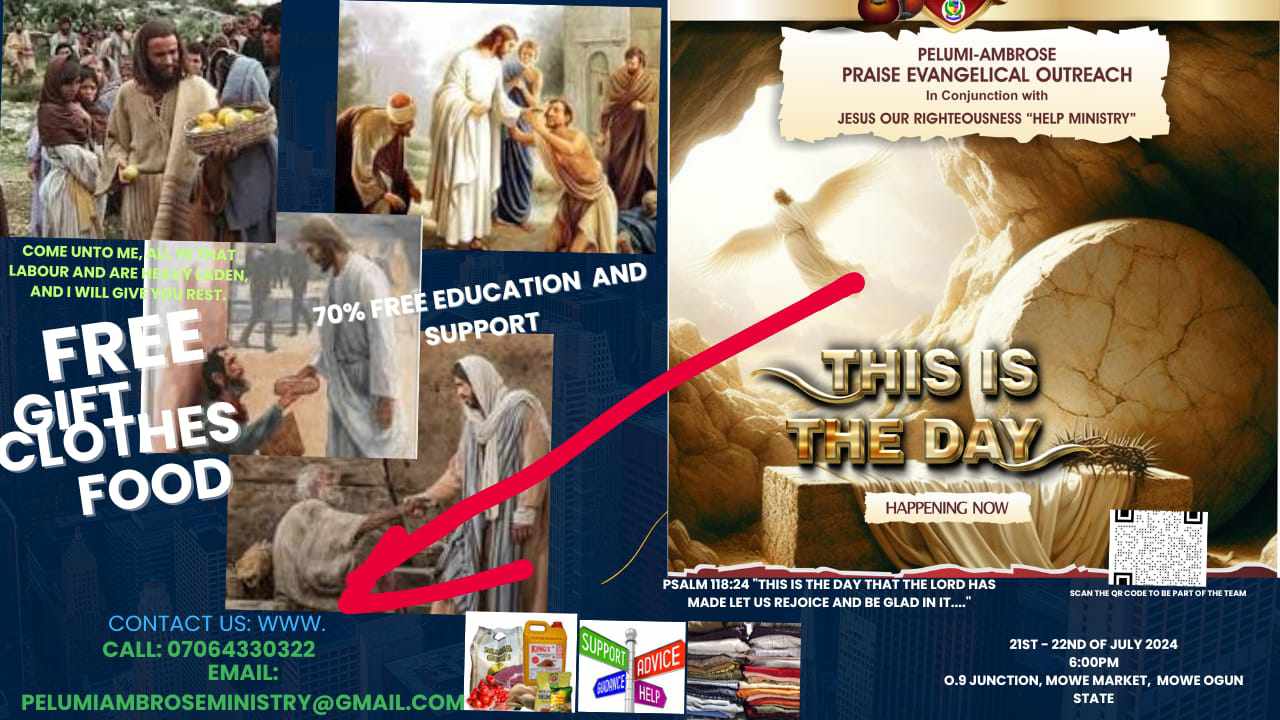 COME UNTO ME, ALL YE THAT
LABOUR AND ARE HEAVY LADEN,
AND I WILL GIVE YOU REST.
FREE
GIFT
CLOTHES
FOOD
70% FREE EDUCATION AND
SUPPORT
CONTACT US: WWW.
CALL: 07064330322
EMAIL:
PELUMIAMBROSEMINISTRY@GMAIL.COM
SUPPORT
ADVICE
GUIDANCE
HELP
PELUMI-AMBROSE
PRAISE EVANGELICAL OUTREACH
In Conjunction with
JESUS OUR RIGHTEOUSNESS "HELP MINISTRY"
THIS IS
THE DAY
HAPPENING NOW
PSALM 118:24 "THIS IS THE DAY THAT THE LORD HAS
MADE LET US REJOICE AND BE GLAD IN IT...."
SCAN THE QR CODE TO BE PART OF THE TEAM
21ST - 22ND OF JULY 2024
6:00PM
O.9 JUNCTION, MOWE MARKET, MOWE OGUN
STATE